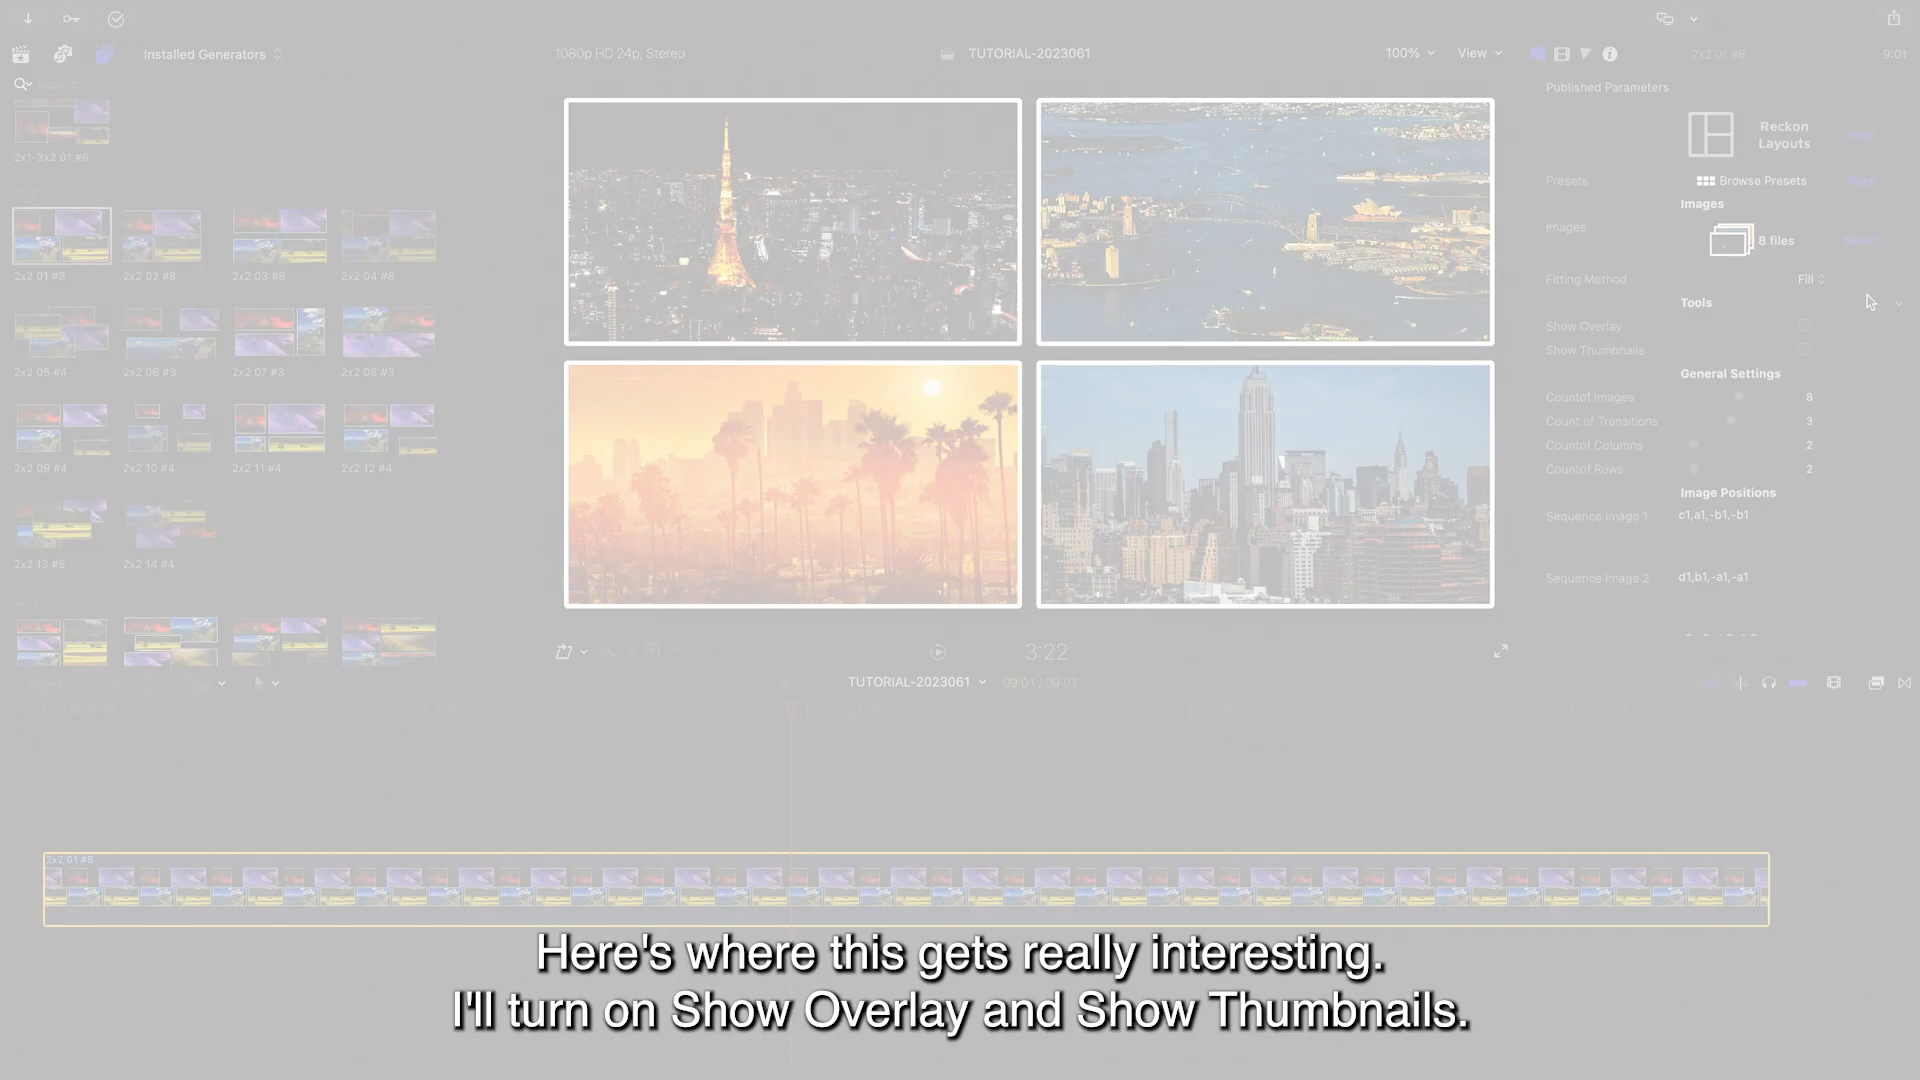 Installed Generators
1080p HD 24p, Stereo
TUTORIAL-2023061
100%
View
2x2 01 #8
9:01
Search
2x1-3x2 01 #6
2x2 01 #8
2x2 02 #8
2x2 03 #8
2x2 04 #8
2x2 05 #4
2x2 06 #3
2x2 07 #3
2x2 08 #3
2x2 09 #4
2x2 10 #4
2x2 11 #4
2x2 12 #4
2x2 13 #5
2x2 14 #4
Published Parameters
Reckon
Layouts
Presets
Browse Presets
Save
Images
Images
8 files
Select
Fitting Method
Fill
Tools
Show Overlay
Show Thumbnails
General Settings
Countof Images
8
Count of Transitions
3
Countof Columns
2
Countof Rows
2
Image Positions
Sequence Image 1
c1,a1,-b1,-b1
Sequence Image 2
d1,b1,-a1,-a1
3:22
Index
TUTORIAL-2023061
09:01 / 09:01
2x2 01 #8
Here's where this gets really interesting.
I'll turn on Show Overlay and Show Thumbnails.